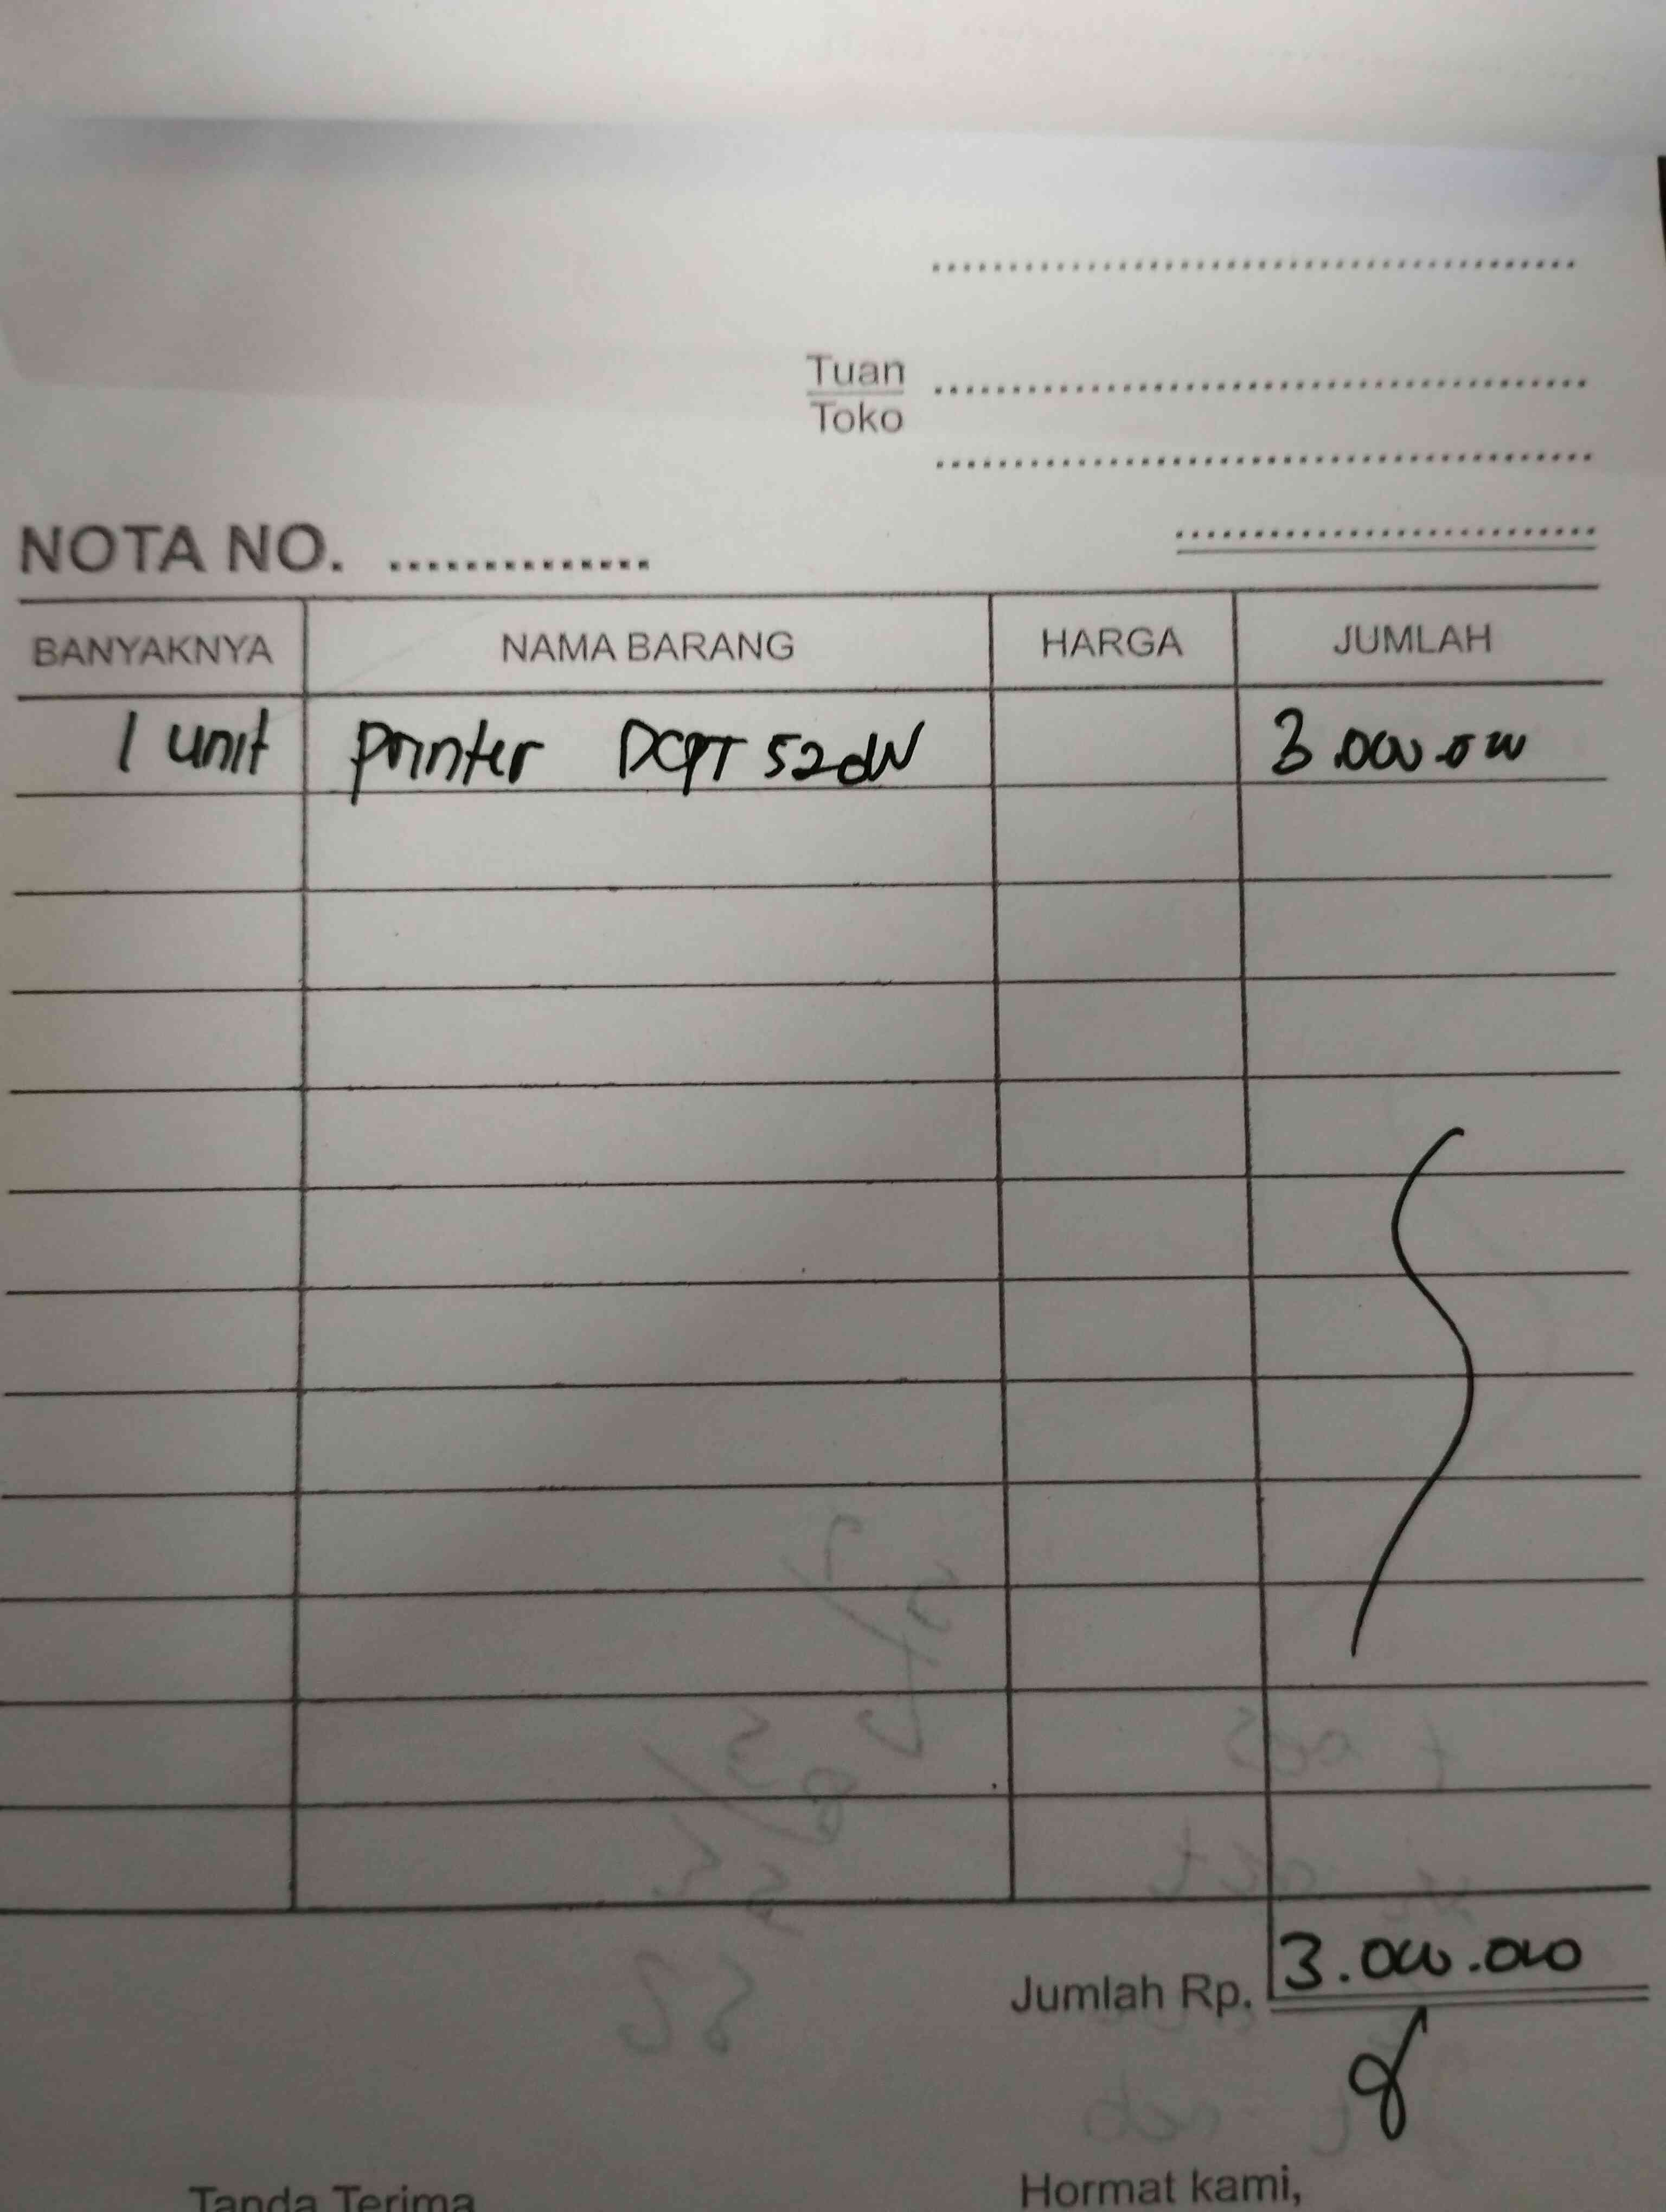 Tuan
Toko
NOTA NO. ..............
BANYAKNYA NAMA BARANG HARGA JUMLAH
1 unit Printer DCPT 520W 3.000.000
Jumlah Rp. 3.000.000
Tanda Terima Hormat kami,